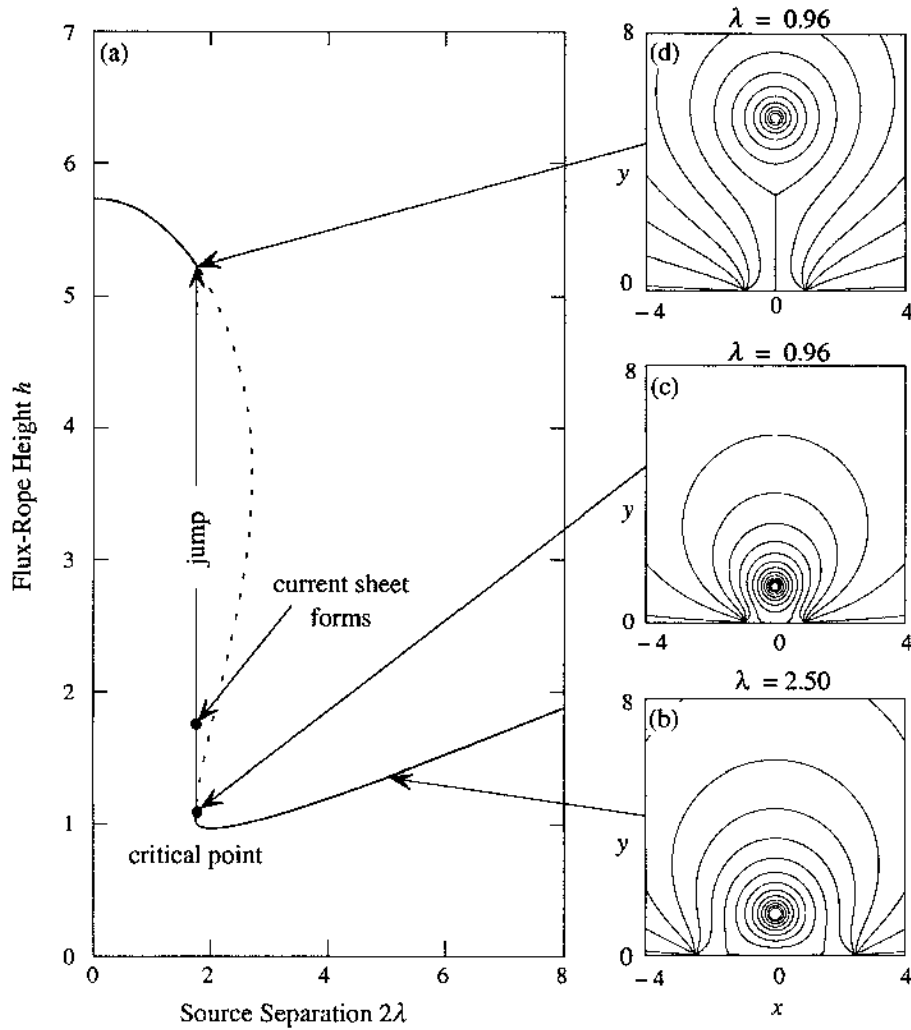 (a)
7
6
5
4
3
2
1
0
Flux-Rope Height h
0 2 4 6 8
Source Separation 2λ
jump
current sheet
forms
critical point
λ = 0.96
(d)
8
y
0
−4 0 4
λ = 0.96
(c)
8
y
0
−4 0 4
λ = 2.50
(b)
8
y
0
−4 0 4
x